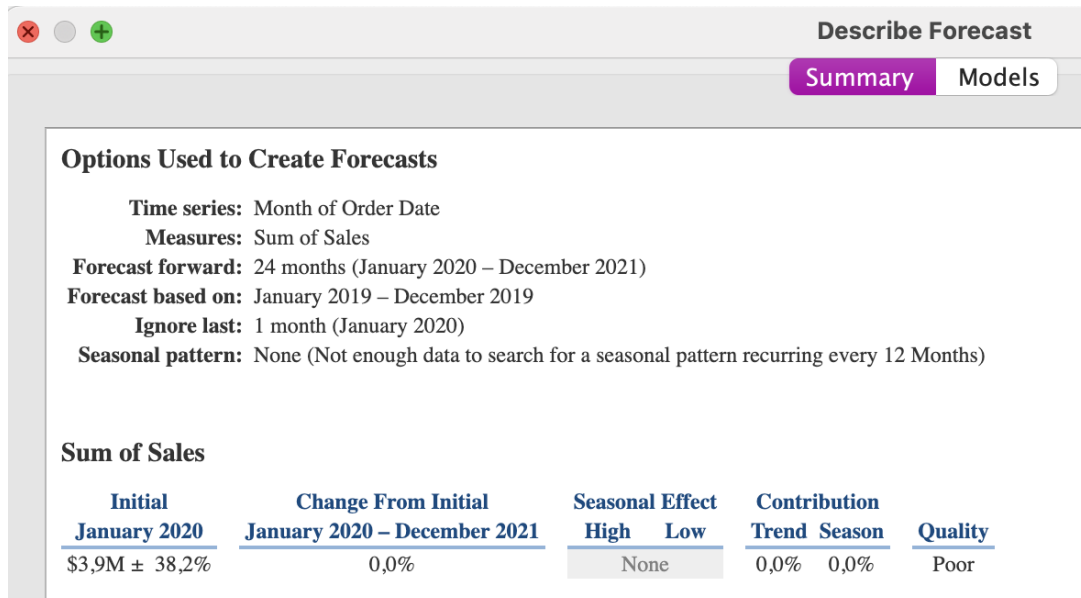 Describe Forecast
Summary Models
Options Used to Create Forecasts
Time series: Month of Order Date
Measures: Sum of Sales
Forecast forward: 24 months (January 2020 – December 2021)
Forecast based on: January 2019 – December 2019
Ignore last: 1 month (January 2020)
Seasonal pattern: None (Not enough data to search for a seasonal pattern recurring every 12 Months)
Sum of Sales
Initial Change From Initial Seasonal Effect Contribution
January 2020 January 2020 – December 2021 High Low Trend Season Quality
$3,9M ± 38,2% 0,0% None 0,0% 0,0% Poor